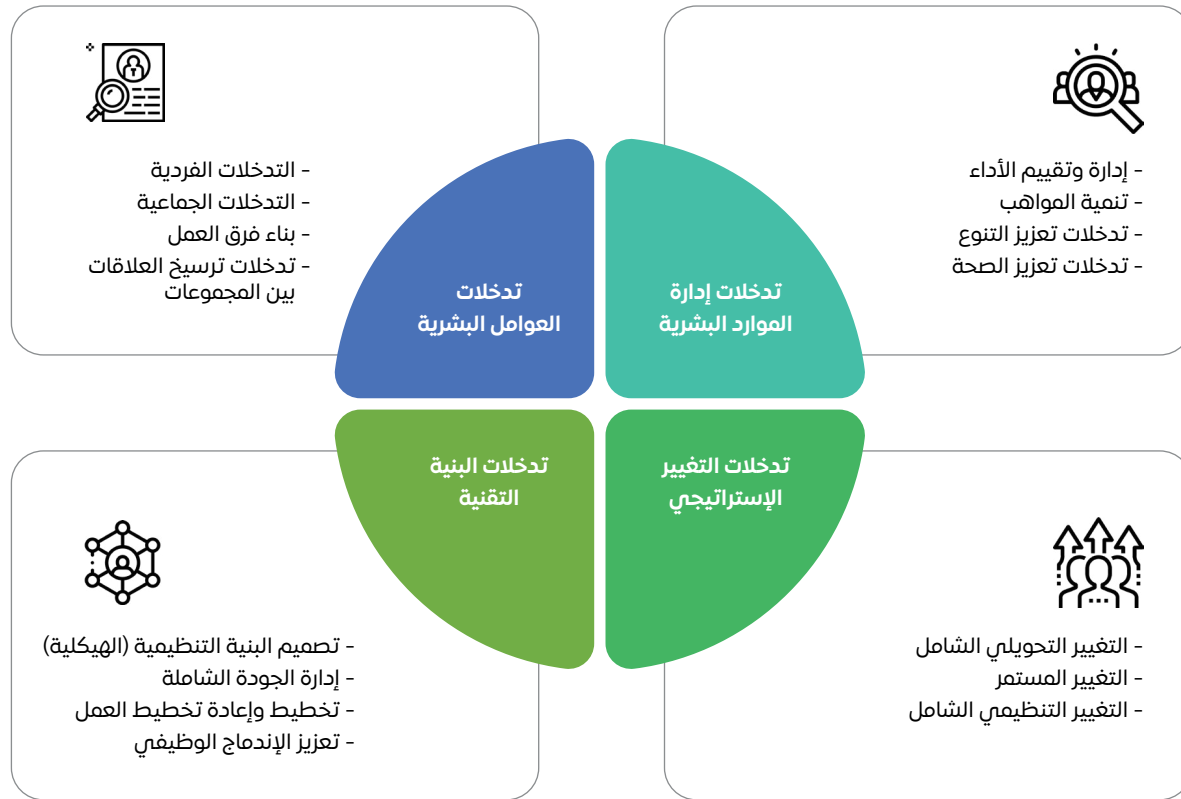 تدخلات إدارة
الموارد البشرية
- إدارة وتقييم الأداء
- تنمية المواهب
- تدخلات تعزيز التنوع
- تدخلات تعزيز الصحة
تدخلات
العوامل البشرية
- التدخلات الفردية
- التدخلات الجماعية
- بناء فرق العمل
- تدخلات ترسيخ العلاقات
بين المجموعات
تدخلات التغيير
الإستراتيجي
- التغيير التحويلي الشامل
- التغيير المستمر
- التغيير التنظيمي الشامل
تدخلات البنية
التقنية
- تصميم البنية التنظيمية (الهيكلية)
- إدارة الجودة الشاملة
- تخطيط وإعادة تخطيط العمل
- تعزيز الإندماج الوظيفي